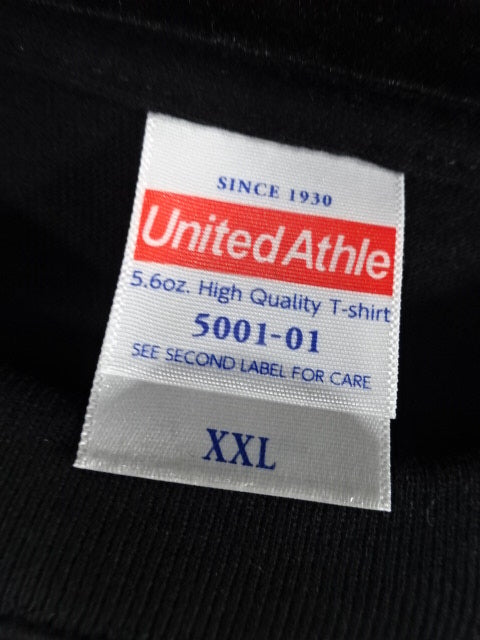 SINCE 1930
United Athle
5.6oz. High Quality T-shirt
5001-01
SEE SECOND LABEL FOR CARE
XXL